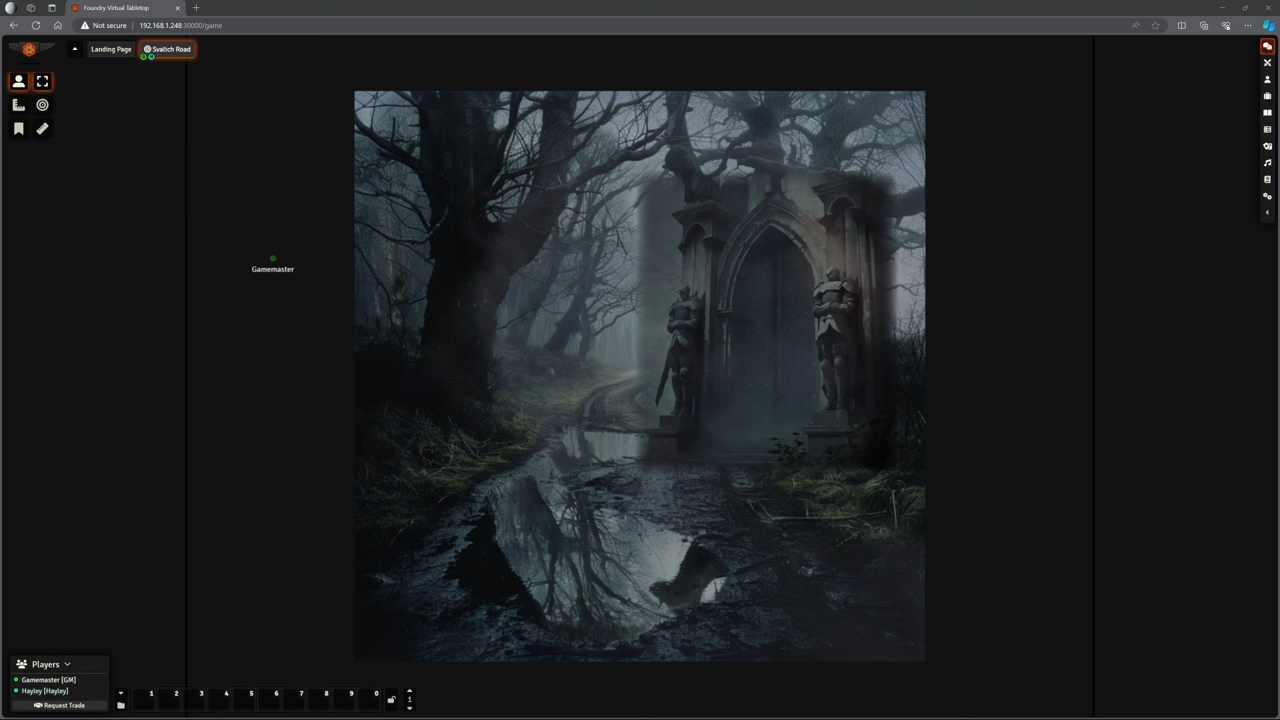 Foundry Virtual Tabletop
Not secure
192.168.1.248:30000/game
Landing Page
Svalich Road
G H
Gamemaster
Players
Gamemaster [GM]
Hayley [Hayley]
Request Trade
1 2 3 4 5 6 7 8 9 0
1